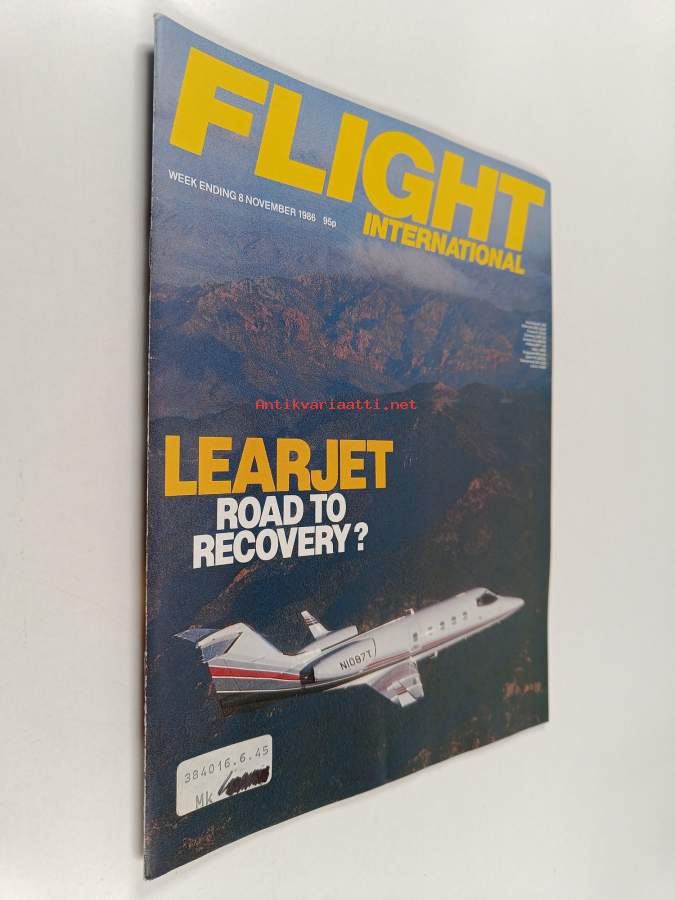 FLIGHT
INTERNATIONAL
WEEK ENDING 8 NOVEMBER 1986 95p
Antikvariaatti.net
LEARJET
ROAD TO
RECOVERY?
N1087T
384016.6.45
Mk